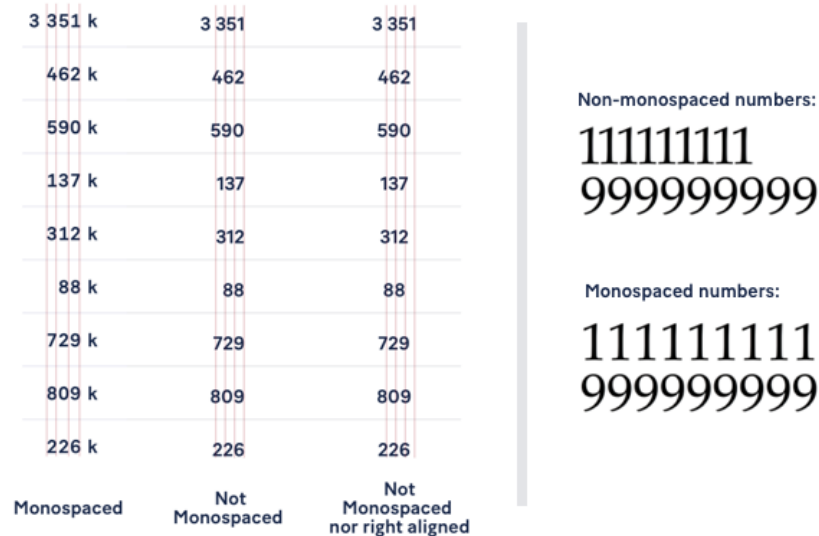 3 351 k 3 351 3 351
462 k 462 462
590 k 590 590
137 k 137 137
312 k 312 312
88 k 88 88
729 k 729 729
809 k 809 809
226 k 226 226
Monospaced
Not
Monospaced
Not
Monospaced
nor right aligned
Non-monospaced numbers:
111111111
999999999
Monospaced numbers:
111111111
999999999